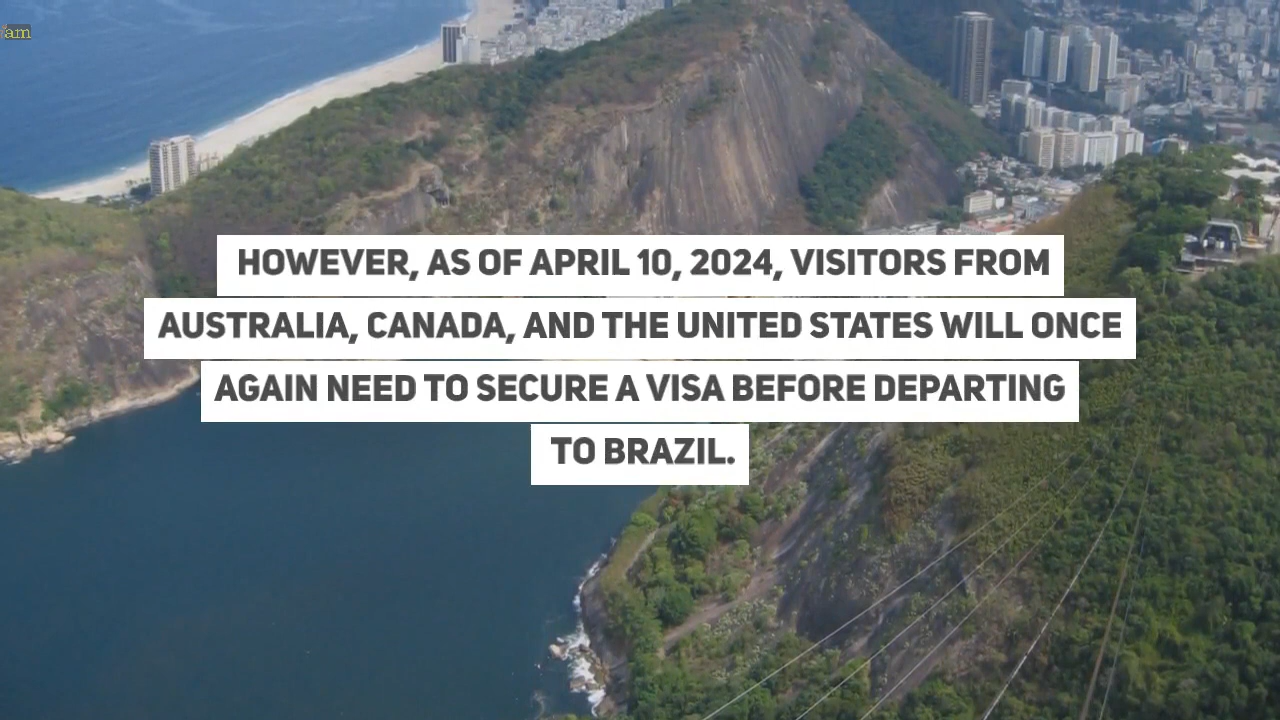 am
HOWEVER, AS OF APRIL 10, 2024, VISITORS FROM
AUSTRALIA, CANADA, AND THE UNITED STATES WILL ONCE
AGAIN NEED TO SECURE A VISA BEFORE DEPARTING
TO BRAZIL.